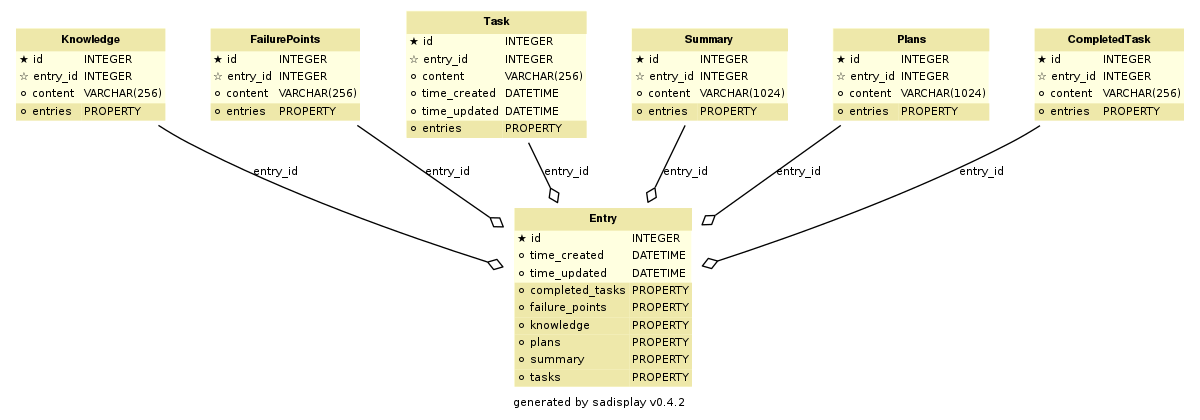 Knowledge
★ id INTEGER
☆ entry_id INTEGER
content VARCHAR(256)
entries PROPERTY
FailurePoints
★ id INTEGER
☆ entry_id INTEGER
content VARCHAR(256)
entries PROPERTY
Task
★ id INTEGER
☆ entry_id INTEGER
content VARCHAR(256)
time_created DATETIME
time_updated DATETIME
entries PROPERTY
Summary
★ id INTEGER
☆ entry_id INTEGER
content VARCHAR(1024)
entries PROPERTY
Plans
★ id INTEGER
☆ entry_id INTEGER
content VARCHAR(1024)
entries PROPERTY
CompletedTask
★ id INTEGER
☆ entry_id INTEGER
content VARCHAR(256)
entries PROPERTY
entry_id
entry_id
entry_id
entry_id
entry_id
entry_id
Entry
★ id INTEGER
time_created DATETIME
time_updated DATETIME
completed_tasks PROPERTY
failure_points PROPERTY
knowledge PROPERTY
plans PROPERTY
summary PROPERTY
tasks PROPERTY
generated by sadisplay v0.4.2